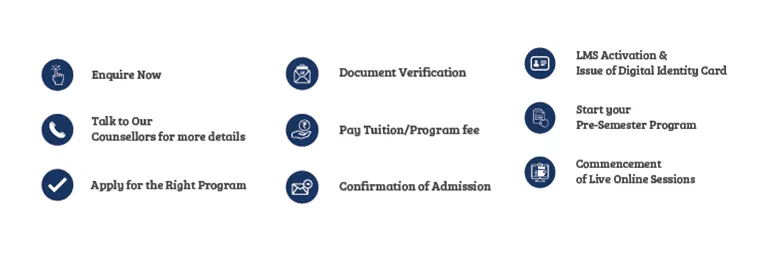 Enquire Now
Talk to Our
Counsellors for more details
Apply for the Right Program
Document Verification
Pay Tuition/Program fee
Confirmation of Admission
LMS Activation &
Issue of Digital Identity Card
Start your
Pre-Semester Program
Commencement
of Live Online Sessions